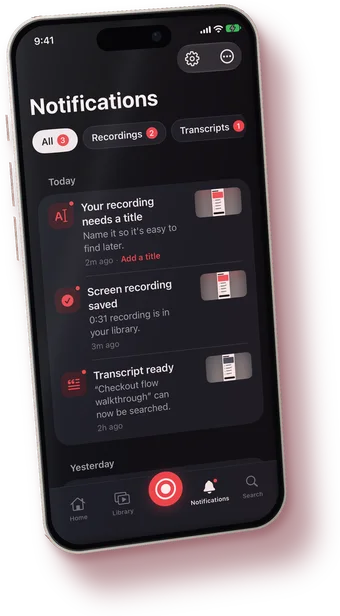 9:41
Notifications
All 3
Recordings 2
Transcripts 1
Today
Your recording
needs a title
Name it so it's easy to
find later.
2m ago Add a title
Screen recording
saved
0:31 recording is in
your library.
3m ago
Transcript ready
"Checkout flow
walkthrough" can
now be searched.
2h ago
Yesterday
Home
Library
Notifications
Search